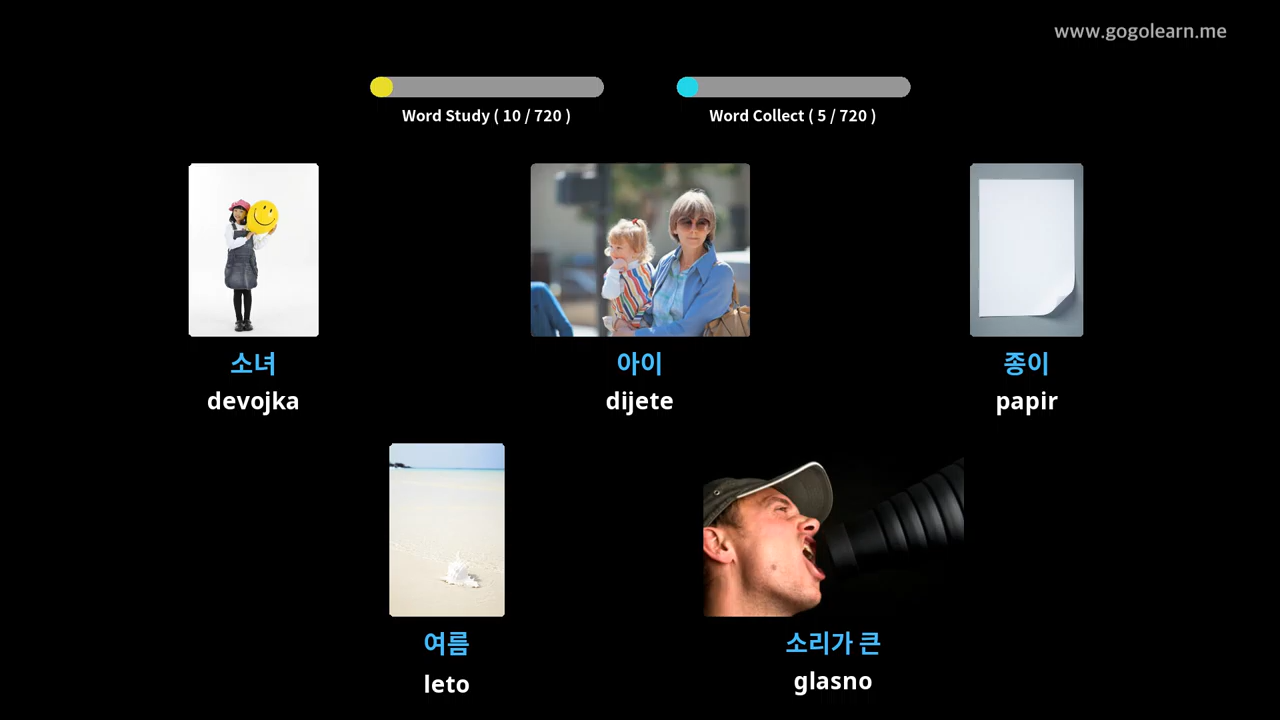 www.gogolearn.me
Word Study ( 10 / 720 )
Word Collect ( 5 / 720 )
소녀
devojka
아이
dijete
종이
papir
여름
leto
소리가 큰
glasno